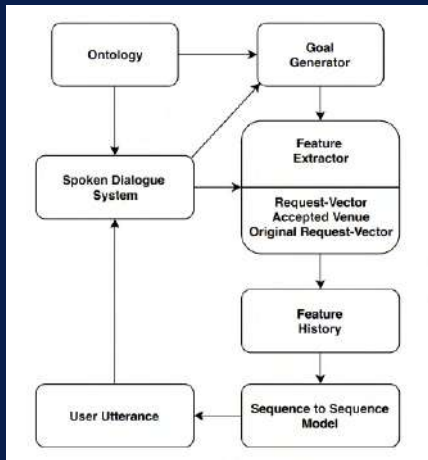 Ontology
Goal
Generator
Feature
Extractor
Spoken Dialogue
System
Request-Vector
Accepted Venue
Original Request-Vector
Feature
History
User Utterance
Sequence to Sequence
Model